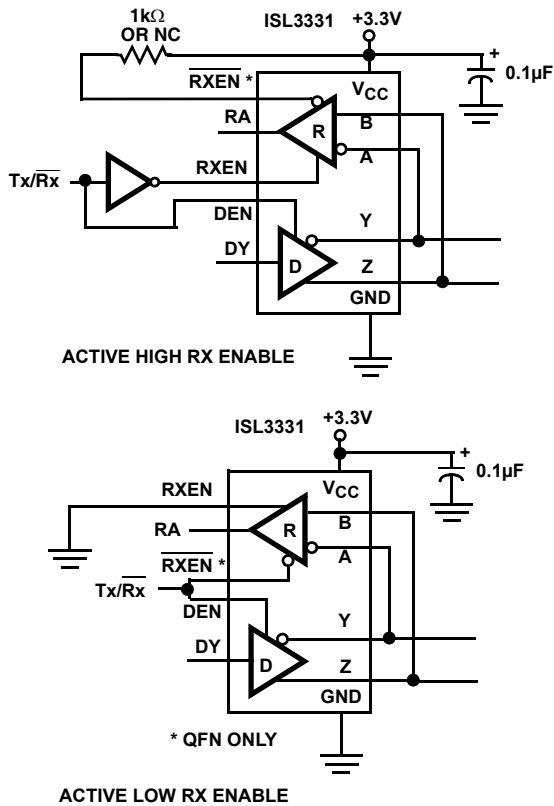 1kΩ
OR NC
ISL3331
+3.3V
+
0.1µF
RXEN *
VCC
RA
R
B
A
Tx/Rx
RXEN
DEN
Y
DY
D
Z
GND
ACTIVE HIGH RX ENABLE
ISL3331
+3.3V
+
0.1µF
RXEN
VCC
RA
R
B
RXEN *
A
Tx/Rx
DEN
Y
DY
D
Z
GND
* QFN ONLY
ACTIVE LOW RX ENABLE